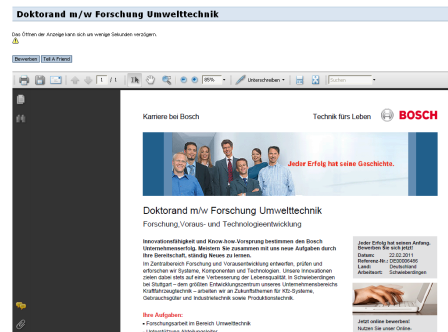 Doktorand m/w Forschung Umwelttechnik
Das Öffnen der Anzeige kann sich um wenige Sekunden verzögern.
Bewerben Tell A Friend
1 / 1 85% Unterschreiben Suchen
Karriere bei Bosch
Technik fürs Leben BOSCH
Jeder Erfolg hat seine Geschichte.
Doktorand m/w Forschung Umwelttechnik
Forschung, Voraus- und Technologieentwicklung
Innovationsfähigkeit und Know-how-Vorsprung bestimmen den Bosch
Unternehmenserfolg. Meistern Sie zusammen mit uns neue Aufgaben durch
Ihre Bereitschaft, ständig Neues zu lernen.
Im Zentralbereich Forschung und Vorausentwicklung entwerfen, prüfen und
erforschen wir Systeme, Komponenten und Technologien. Unsere Innovationen
zielen dabei stets auf eine Verbesserung der Lebensqualität. In Schwieberdingen
bei Stuttgart – dem größten Entwicklungszentrum unseres Unternehmensbereichs
Kraftfahrzeugtechnik – arbeiten wir an Zukunftsthemen für Kfz-Systeme,
Gebrauchsgüter und Industrietechnik sowie Produktionstechnik.
Ihre Aufgaben:
• Forschungsarbeit im Bereich Umwelttechnik
Jeder Erfolg hat seinen Anfang.
Bewerben Sie sich jetzt!
Datum: 22.02.2011
Referenz-Nr.: DE00006486
Land: Deutschland
Arbeitsort: Schwieberdingen
Jetzt online bewerben!
Nutzen Sie unser Online-